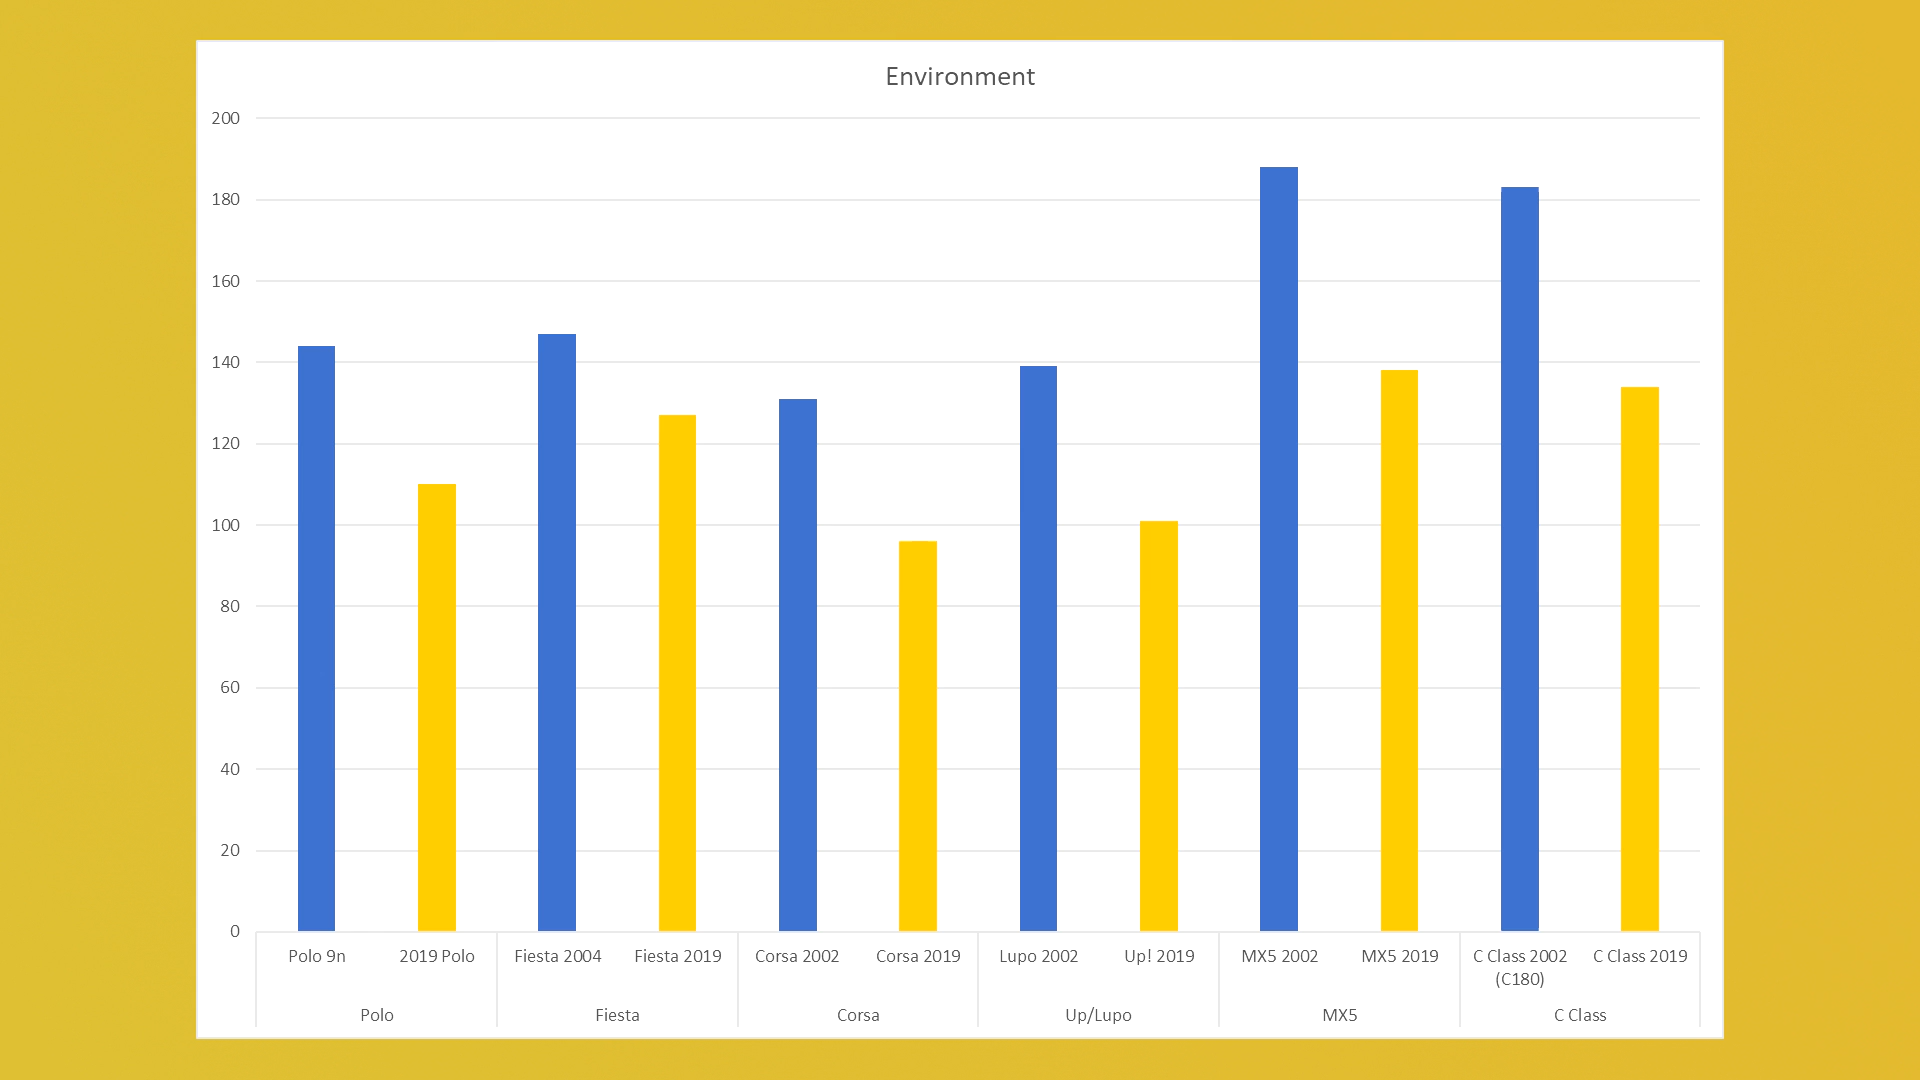 Environment
200
180
160
140
120
100
80
60
40
20
0
Polo 9n
2019 Polo
Fiesta 2004
Fiesta 2019
Corsa 2002
Corsa 2019
Lupo 2002
Up! 2019
MX5 2002
MX5 2019
C Class 2002
(C180)
C Class 2019
Polo
Fiesta
Corsa
Up/Lupo
MX5
C Class